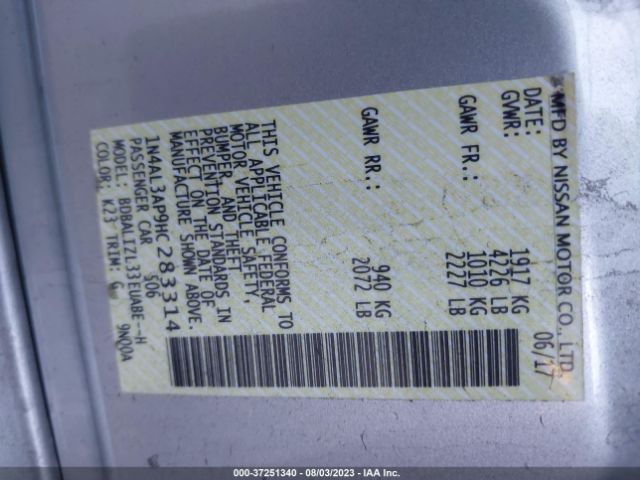 MFD BY NISSAN MOTOR CO., LTD.
DATE: 06/17
GVWR: 1917 KG
4226 LB
GAWR FR.: 1010 KG
2227 LB
GAWR RR.: 940 KG
2072 LB
THIS VEHICLE CONFORMS TO
ALL APPLICABLE FEDERAL
MOTOR VEHICLE SAFETY,
BUMPER, AND THEFT
PREVENTION STANDARDS IN
EFFECT ON THE DATE OF
MANUFACTURE SHOWN ABOVE.
1N4AL3AP9HC283314
PASSENGER CAR S06
MODEL: BDBALTZL33EUABE--H
COLOR: K23 TRIM: G 9NQ0A
000-37251340 - 08/03/2023 - IAA Inc.